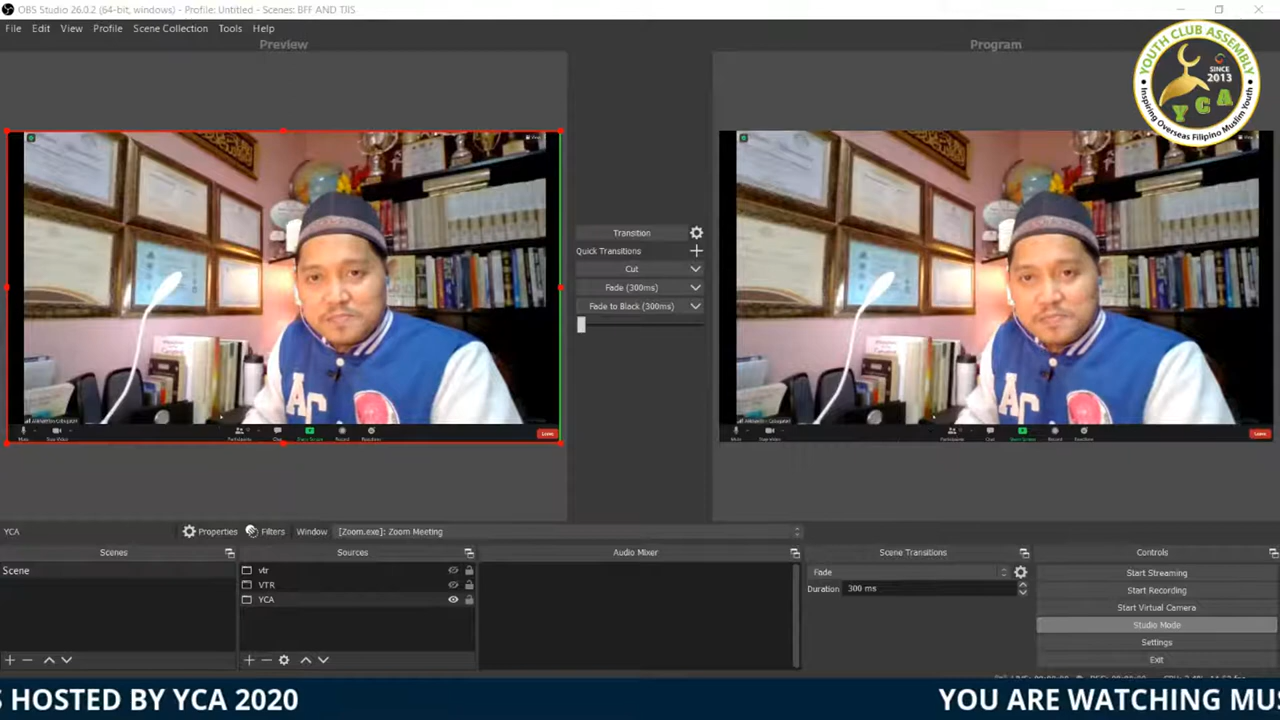 OBS Studio 26.0.2 (64-bit, windows) - Profile: Untitled - Scenes: BFF AND TJIS
File Edit View Profile Scene Collection Tools Help
Preview
Program
YOUTH CLUB ASSEMBLY
SINCE
2013
YCA
Inspiring Overseas Filipino Muslim Youth
Transition
Quick Transitions
Cut
Fade (300ms)
Fade to Black (300ms)
Leave
Leave
YCA Properties Filters Window [Zoom.exe]: Zoom Meeting
Scenes
Sources
Audio Mixer
Scene Transitions
Controls
Scene
vtr
VTR
YCA
Fade
Duration 300 ms
Start Streaming
Start Recording
Start Virtual Camera
Studio Mode
Settings
Exit
S HOSTED BY YCA 2020
YOU ARE WATCHING MUS